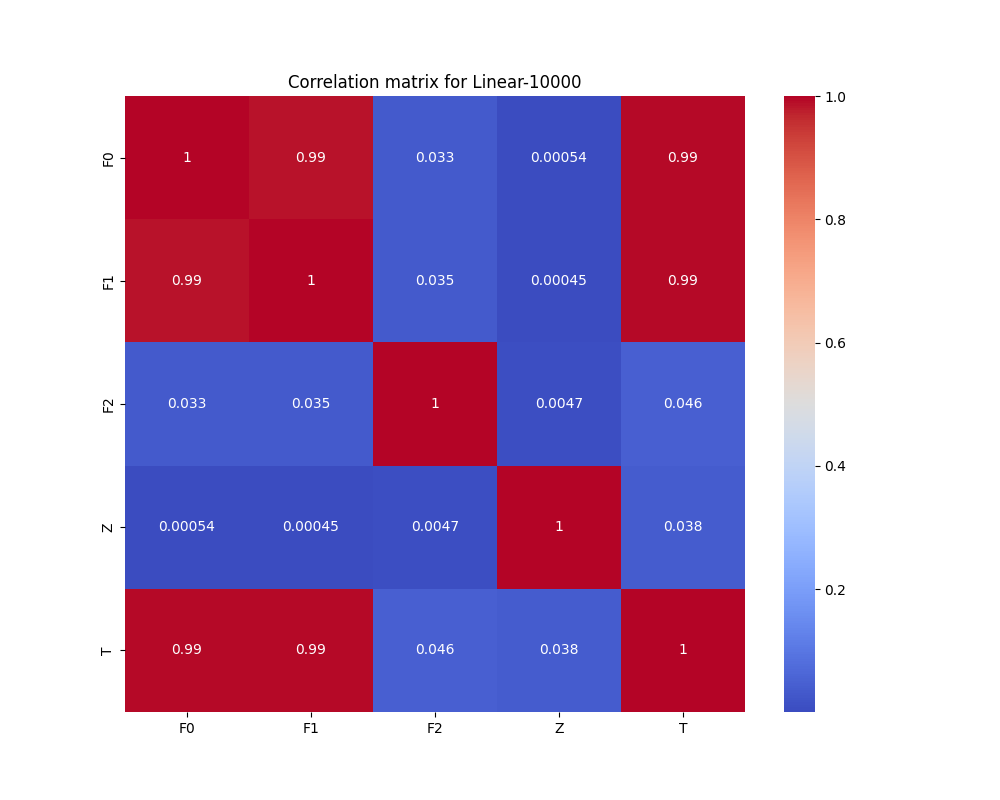 Correlation matrix for Linear-10000
F0 1 0.99 0.033 0.00054 0.99
F1 0.99 1 0.035 0.00045 0.99
F2 0.033 0.035 1 0.0047 0.046
Z 0.00054 0.00045 0.0047 1 0.038
T 0.99 0.99 0.046 0.038 1
F0 F1 F2 Z T
1.0
0.8
0.6
0.4
0.2